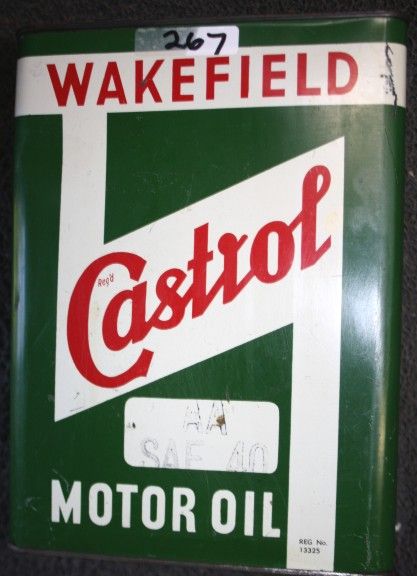 267
WAKEFIELD
Reg'd
Castrol
AA
SAE 40
MOTOR OIL
REG No.
13325